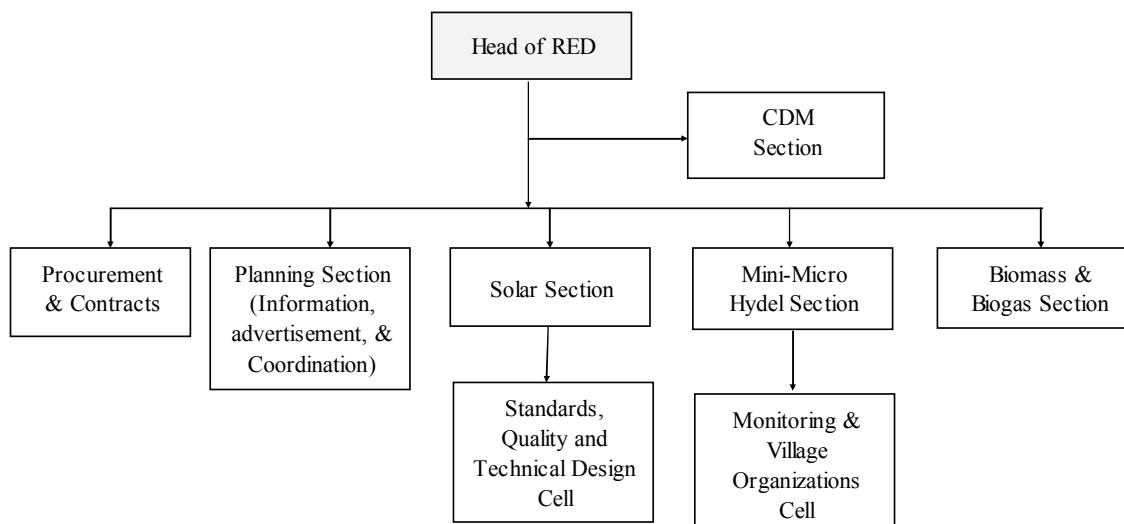 Head of RED
CDM
Section
Procurement
& Contracts
Planning Section
(Information,
advertisement, &
Coordination)
Solar Section
Mini-Micro
Hydel Section
Biomass &
Biogas Section
Standards,
Quality and
Technical Design
Cell
Monitoring &
Village
Organizations
Cell